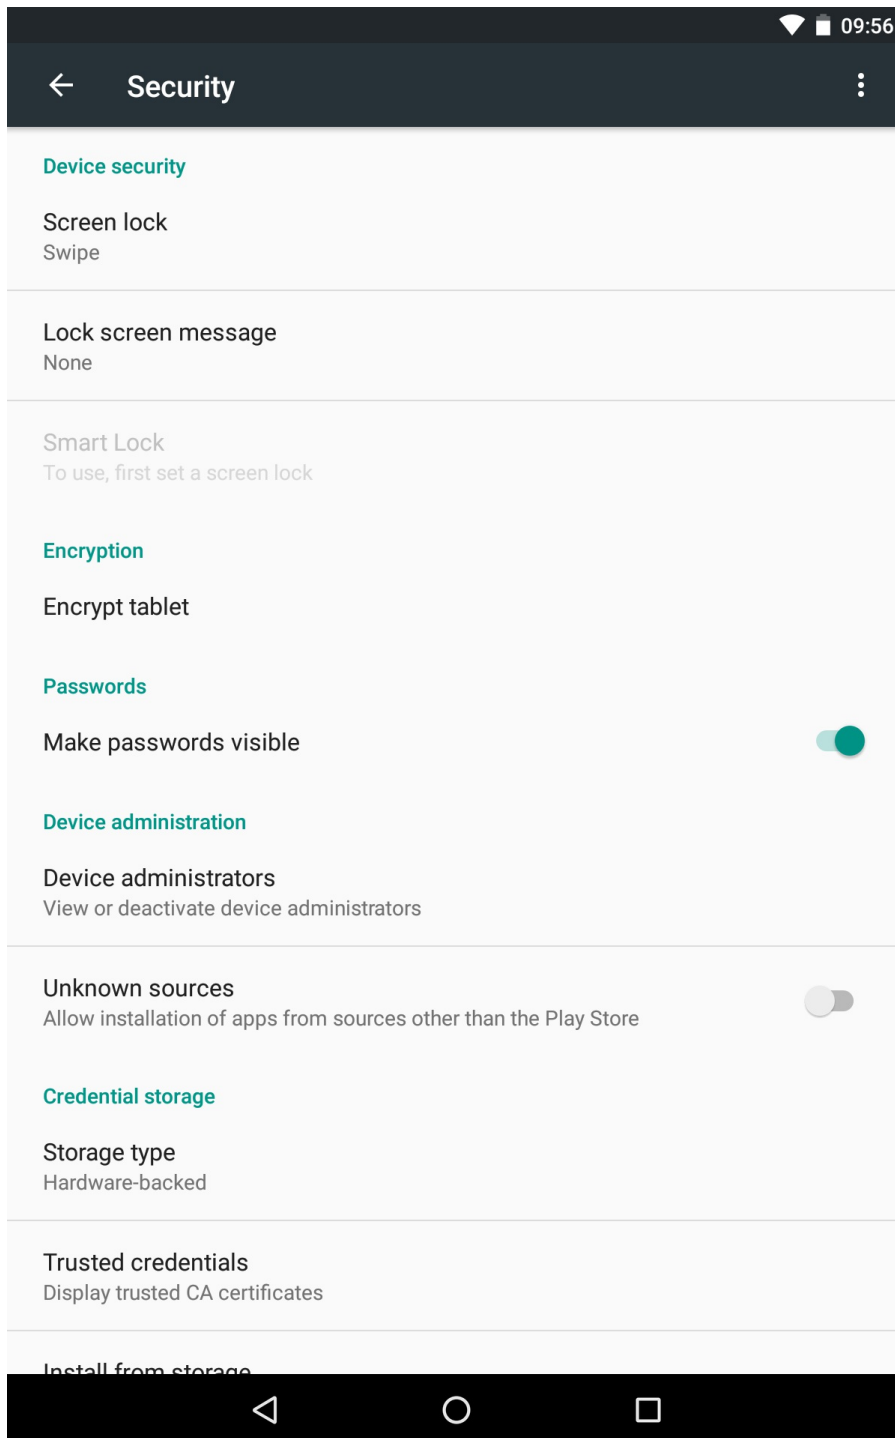 09:56
Security
Device security
Screen lock
Swipe
Lock screen message
None
Smart Lock
To use, first set a screen lock
Encryption
Encrypt tablet
Passwords
Make passwords visible
Device administration
Device administrators
View or deactivate device administrators
Unknown sources
Allow installation of apps from sources other than the Play Store
Credential storage
Storage type
Hardware-backed
Trusted credentials
Display trusted CA certificates
Install from storage